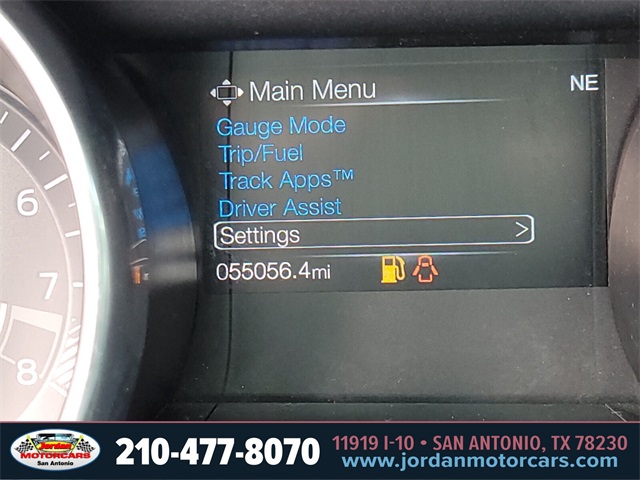 Main Menu
NE
Gauge Mode
Trip/Fuel
Track Apps™
Driver Assist
Settings >
055056.4mi
6
7
8
Jordan
MOTORCARS
San Antonio
210-477-8070
11919 I-10 • SAN ANTONIO, TX 78230
www.jordanmotorcars.com